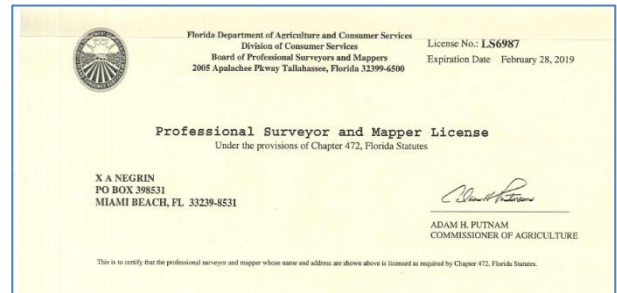 Florida Department of Agriculture and Consumer Services
Division of Consumer Services
Board of Professional Surveyors and Mappers
2005 Apalachee Pkway Tallahassee, Florida 32399-6500
License No.: LS6987
Expiration Date February 28, 2019
Professional Surveyor and Mapper License
Under the provisions of Chapter 472, Florida Statutes
X A NEGRIN
PO BOX 398531
MIAMI BEACH, FL 33239-8531
ADAM H. PUTNAM
COMMISSIONER OF AGRICULTURE
This is to certify that the professional surveyor and mapper whose name and address are shown above is licensed as required by Chapter 472, Florida Statutes.